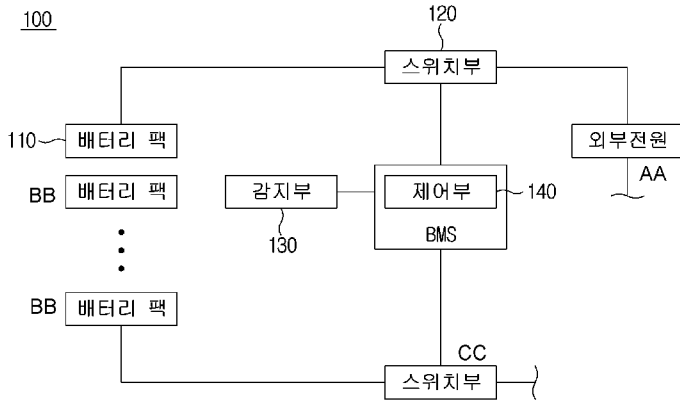 100
120
스위치부
110
배터리 팩
외부전원
AA
BB
배터리 팩
감지부
130
제어부
140
BMS
BB
배터리 팩
CC
스위치부